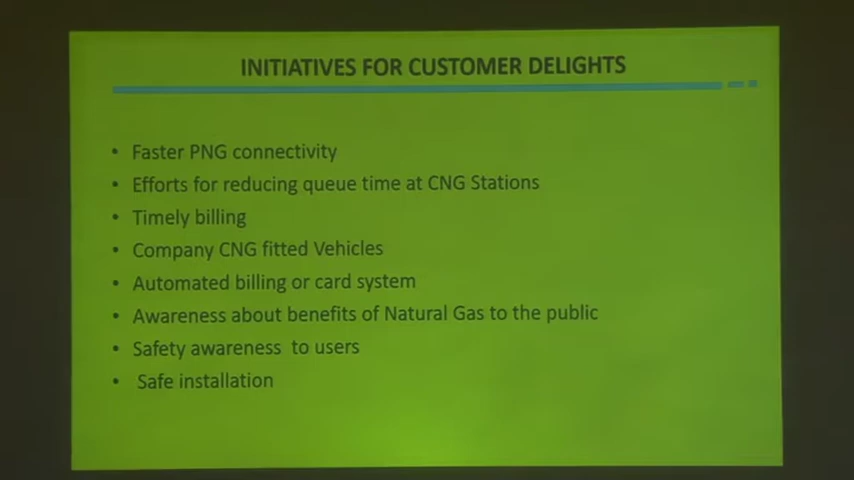 INITIATIVES FOR CUSTOMER DELIGHTS
• Faster PNG connectivity
• Efforts for reducing queue time at CNG Stations
• Timely billing
• Company CNG fitted Vehicles
• Automated billing or card system
• Awareness about benefits of Natural Gas to the public
• Safety awareness  to users
•  Safe installation